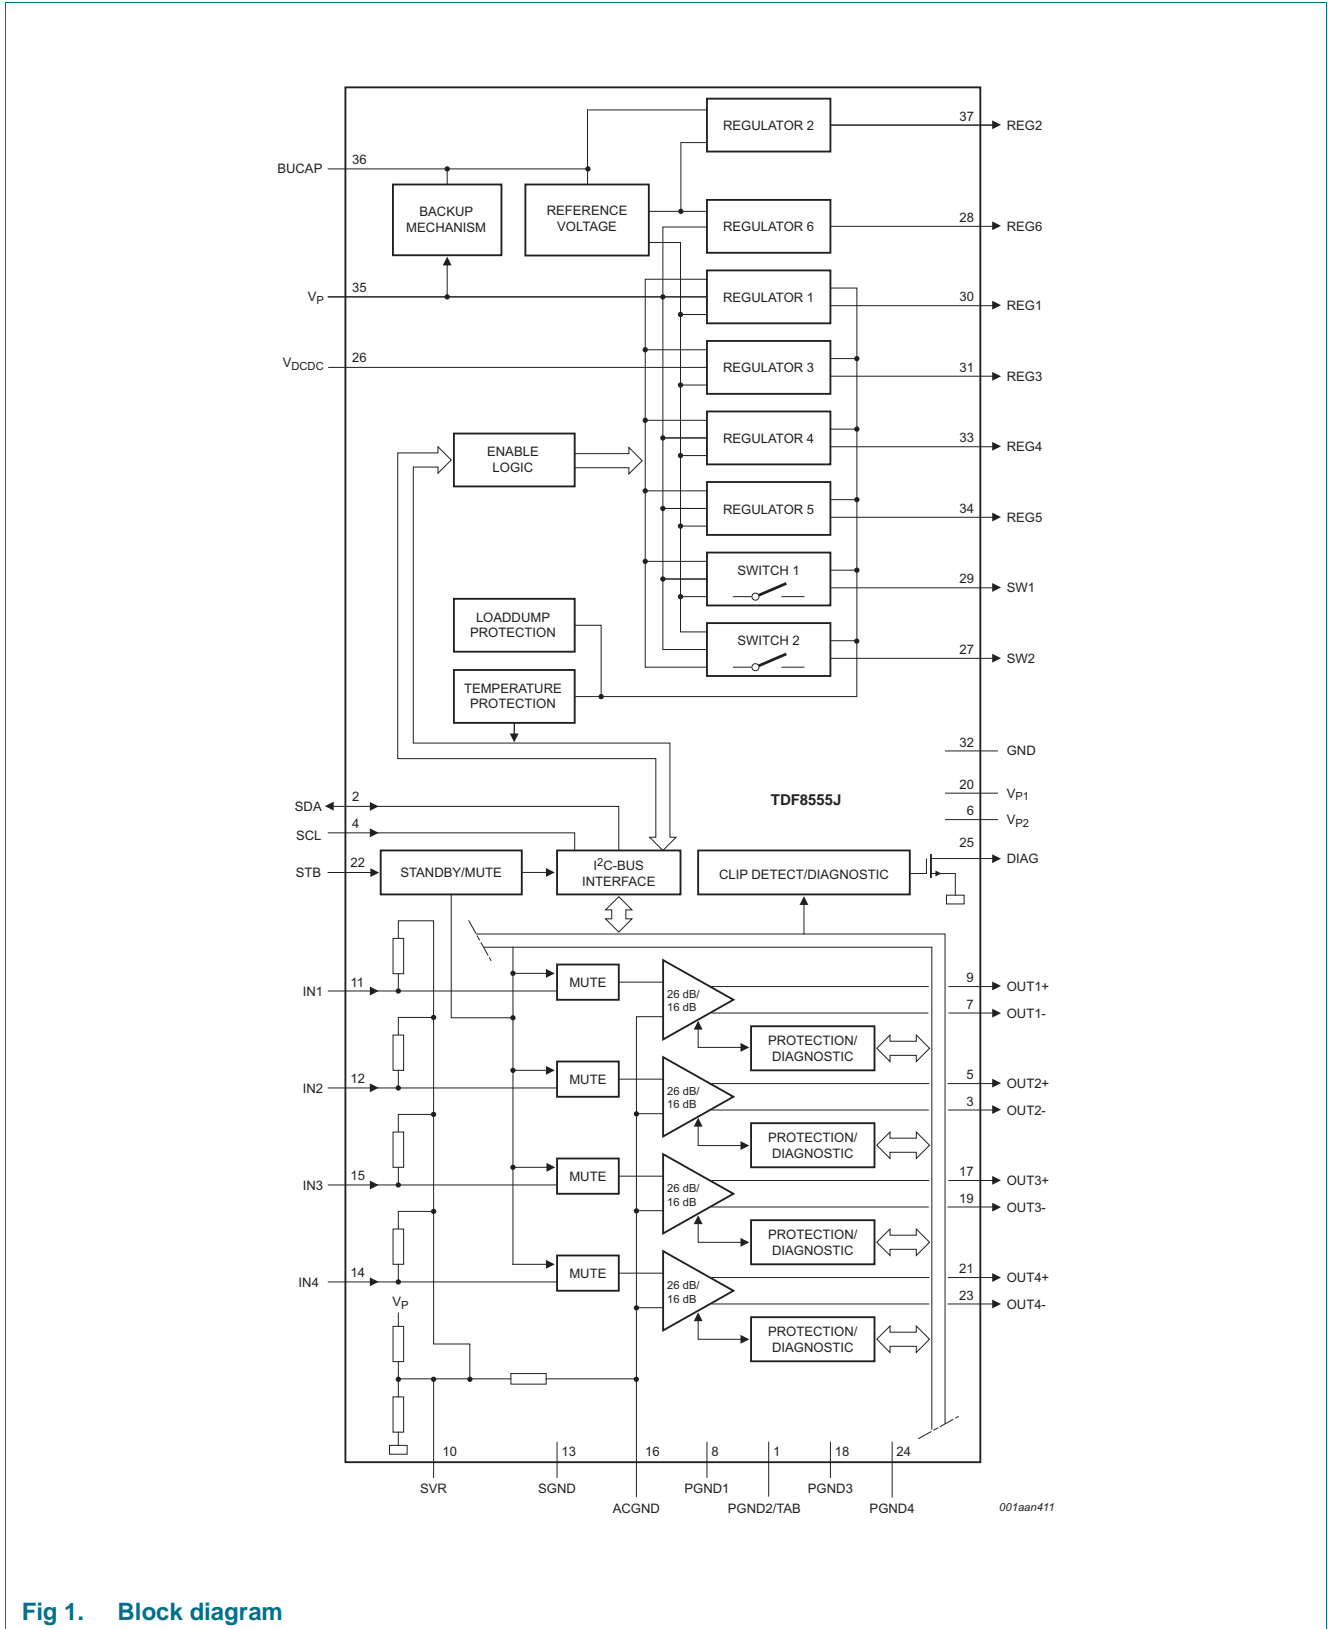 REGULATOR 2
37
REG2
BUCAP
36
BACKUP
MECHANISM
REFERENCE
VOLTAGE
REGULATOR 6
28
REG6
VP
35
REGULATOR 1
30
REG1
VDCDC
26
REGULATOR 3
31
REG3
ENABLE
LOGIC
REGULATOR 4
33
REG4
REGULATOR 5
34
REG5
SWITCH 1
29
SW1
LOADDUMP
PROTECTION
SWITCH 2
27
SW2
TEMPERATURE
PROTECTION
32
GND
20
VP1
6
VP2
TDF8555J
SDA
2
SCL
4
STB
22
STANDBY/MUTE
I2C-BUS
INTERFACE
CLIP DETECT/DIAGNOSTIC
25
DIAG
IN1
11
MUTE
26 dB/
16 dB
9
OUT1+
7
OUT1-
PROTECTION/
DIAGNOSTIC
IN2
12
MUTE
26 dB/
16 dB
5
OUT2+
3
OUT2-
PROTECTION/
DIAGNOSTIC
IN3
15
MUTE
26 dB/
16 dB
17
OUT3+
19
OUT3-
PROTECTION/
DIAGNOSTIC
IN4
14
MUTE
26 dB/
16 dB
21
OUT4+
23
OUT4-
VP
PROTECTION/
DIAGNOSTIC
10
13
16
8
1
18
24
SVR
SGND
ACGND
PGND1
PGND2/TAB
PGND3
PGND4
001aan411
Fig 1. Block diagram